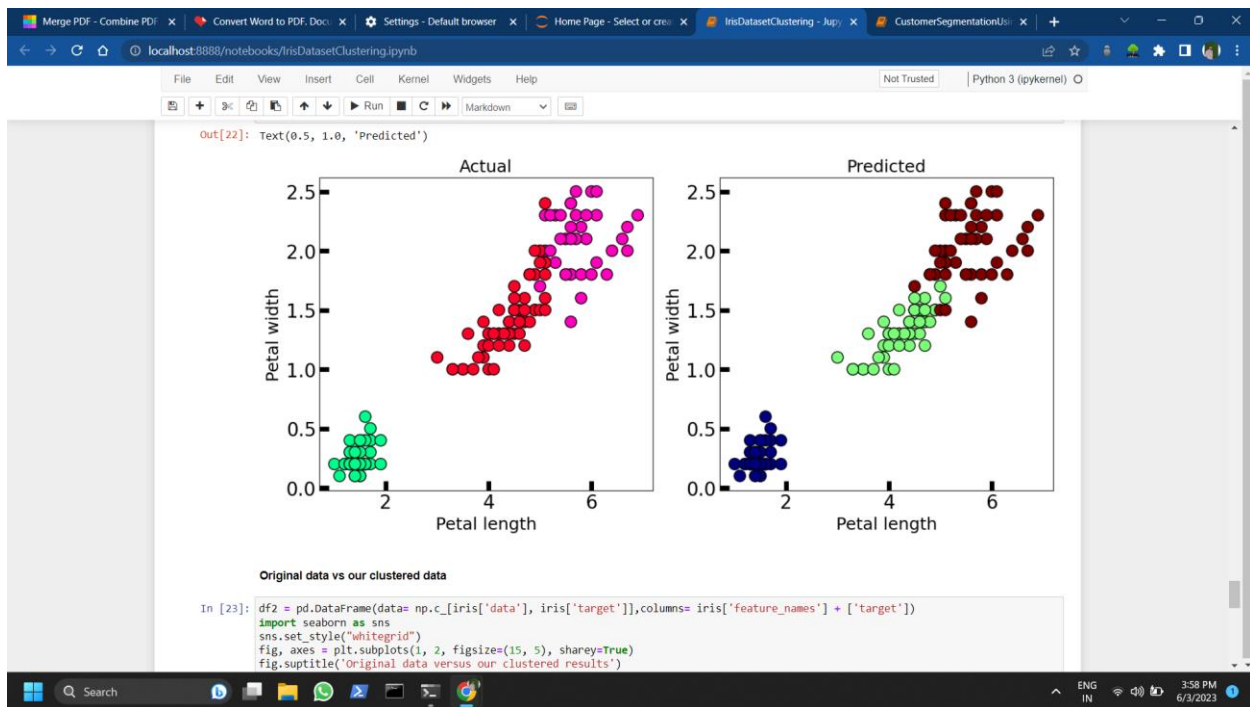 Merge PDF - Combine PDF
Convert Word to PDF. Docu
Settings - Default browser
Home Page - Select or crea
IrisDatasetClustering - Jupy
CustomerSegmentationUsi
localhost:8888/notebooks/IrisDatasetClustering.ipynb
File Edit View Insert Cell Kernel Widgets Help
Not Trusted
Python 3 (ipykernel)
Run
Markdown
Out[22]: Text(0.5, 1.0, 'Predicted')
Actual
2.5
2.0
1.5
1.0
0.5
0.0
Petal width
2 4 6
Petal length
Predicted
2.5
2.0
1.5
1.0
0.5
0.0
Petal width
2 4 6
Petal length
Original data vs our clustered data
In [23]: df2 = pd.DataFrame(data= np.c_[iris['data'], iris['target']],columns= iris['feature_names'] + ['target'])
import seaborn as sns
sns.set_style("whitegrid")
fig, axes = plt.subplots(1, 2, figsize=(15, 5), sharey=True)
fig.suptitle('Original data versus our clustered results')
Search
ENG
IN
3:58 PM
6/3/2023
1